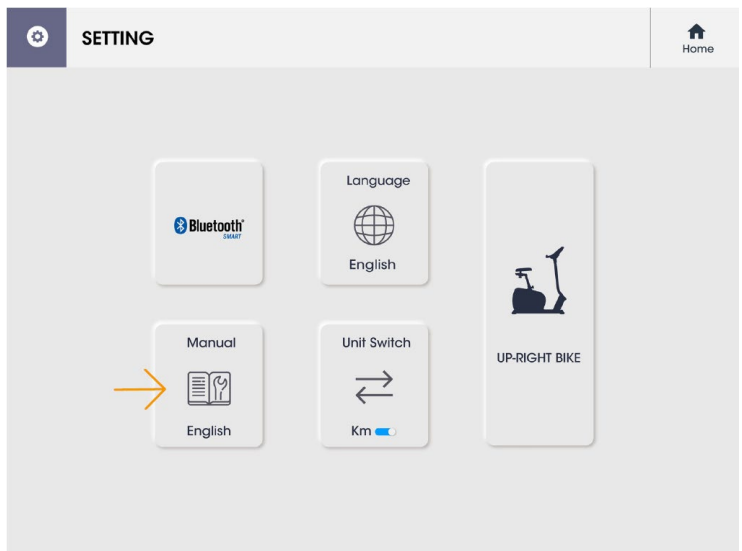 SETTING
Home
Bluetooth®
SMART
Language
English
Manual
English
Unit Switch
Km
UP-RIGHT BIKE